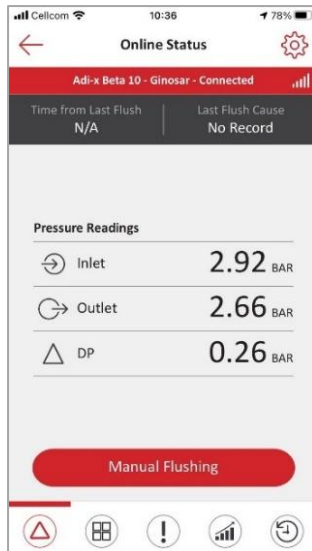 Cellcom 10:36 78%
Online Status
Adi-x Beta 10 - Ginosar - Connected
Time from Last Flush Last Flush Cause
N/A No Record
Pressure Readings
Inlet 2.92 BAR
Outlet 2.66 BAR
DP 0.26 BAR
Manual Flushing